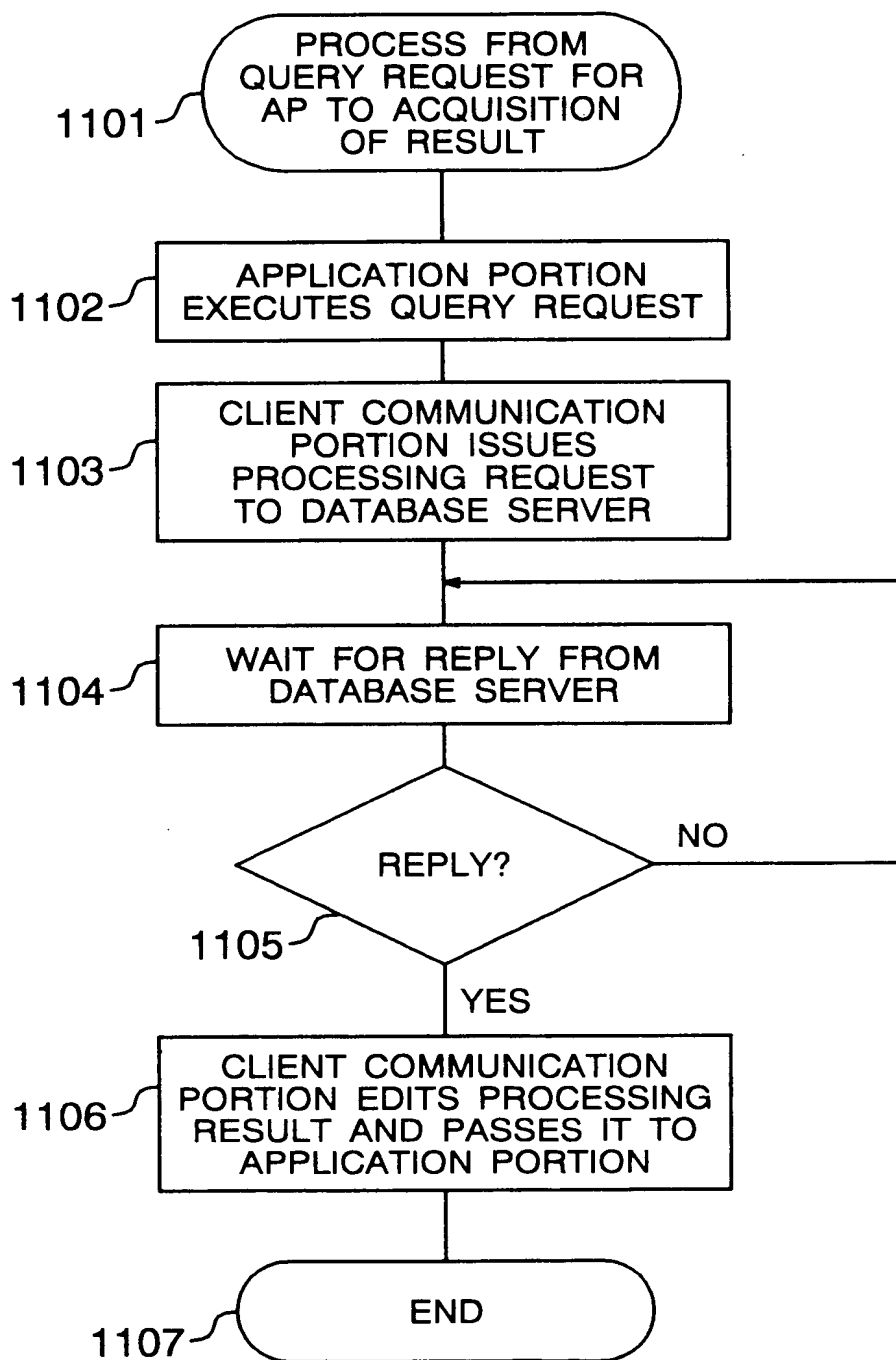 PROCESS FROM
QUERY REQUEST FOR
AP TO ACQUISITION
OF RESULT
1101
APPLICATION PORTION
EXECUTES QUERY REQUEST
1102
CLIENT COMMUNICATION
PORTION ISSUES
PROCESSING REQUEST
TO DATABASE SERVER
1103
WAIT FOR REPLY FROM
DATABASE SERVER
1104
REPLY?
NO
1105
YES
CLIENT COMMUNICATION
PORTION EDITS PROCESSING
RESULT AND PASSES IT TO
APPLICATION PORTION
1106
END
1107